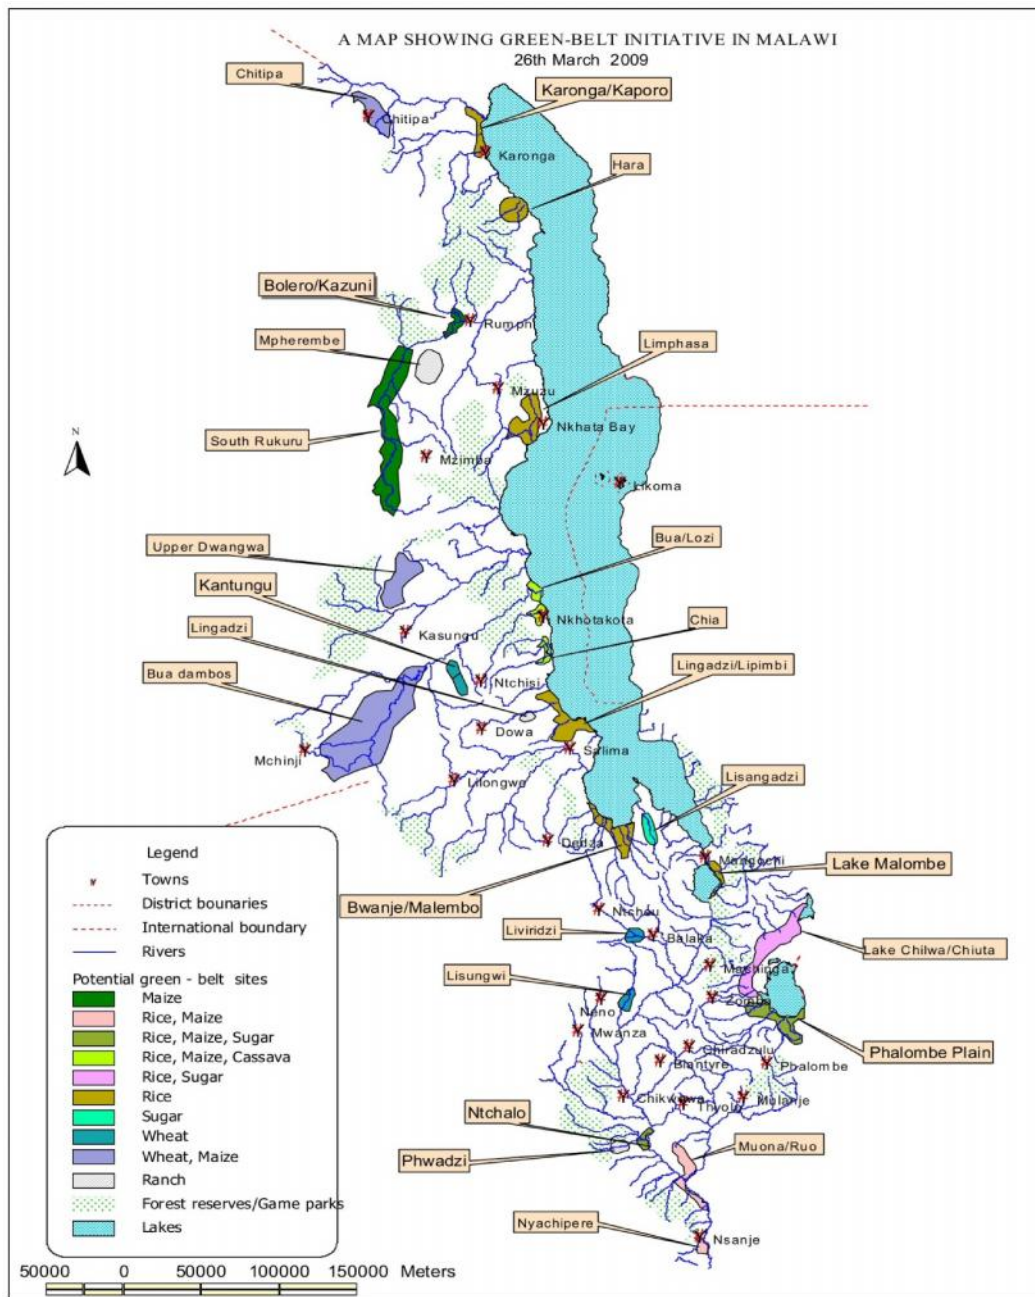 A MAP SHOWING GREEN-BELT INITIATIVE IN MALAWI
26th March 2009
Chitipa
Karonga/Kaporo
Chitipa
Karonga
Hara
Bolero/Kazuni
Rumph
Mpherembe
Limphasa
Mzuzu
Nkhata Bay
South Rukuru
N
Mzimba
Likoma
Bua/Lozi
Upper Dwangwa
Kantungu
Nkhotakota
Chia
Lingadzi
Kasungu
Lingadzi/Lipimbi
Bua dambos
Ntchisi
Dowa
Salima
Mchinji
Lilongwe
Lisangadzi
Dedza
Mangochi
Lake Malombe
Bwanje/Malembo
Ntcheu
Liviridzi
Balaka
Lake Chilwa/Chiuta
Mashinga
Lisungwi
Zomba
Neno
Mwanza
Phalombe Plain
Chiradzulu
Blantyre
Phalombe
Chikwawa
Thyolo
Mulanje
Ntchalo
Muona/Ruo
Phwadzi
Nyachipere
Nsanje
Legend
Towns
District bounaries
International boundary
Rivers
Potential green - belt sites
Maize
Rice, Maize
Rice, Maize, Sugar
Rice, Maize, Cassava
Rice, Sugar
Rice
Sugar
Wheat
Wheat, Maize
Ranch
Forest reserves/Game parks
Lakes
50000 0 50000 100000 150000 Meters